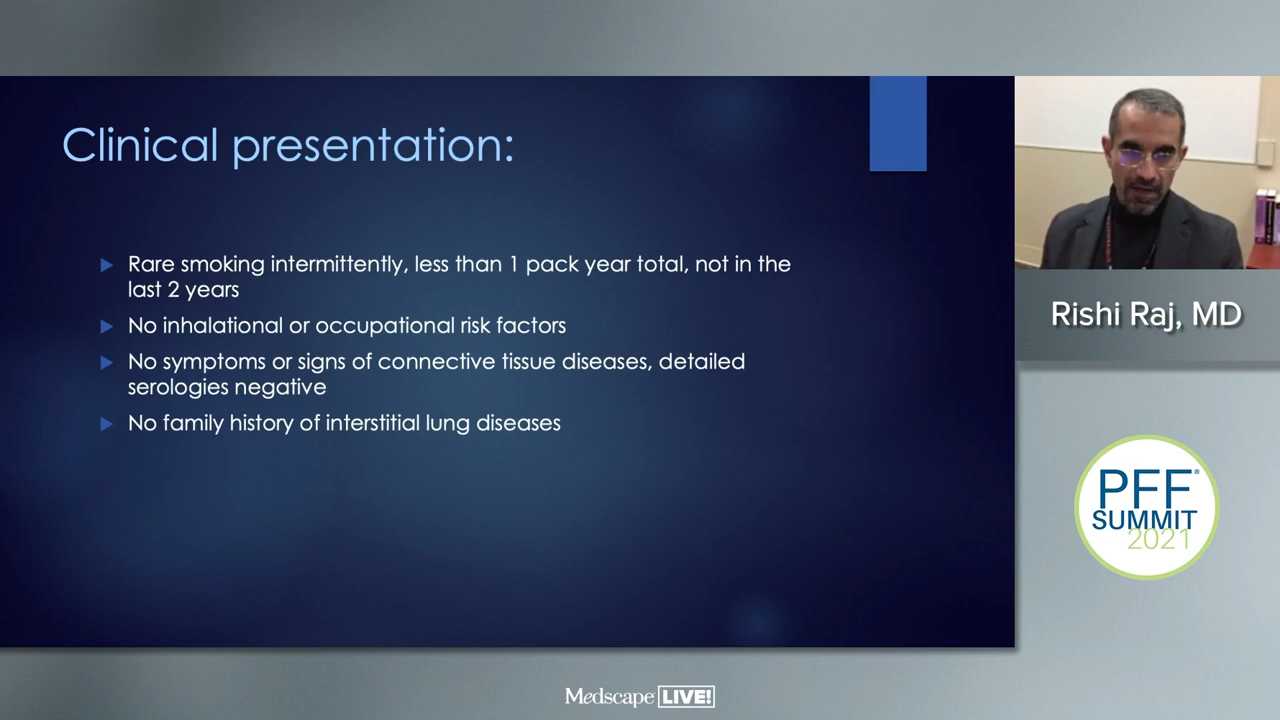 Clinical presentation:
Rare smoking intermittently, less than 1 pack year total, not in the
last 2 years
No inhalational or occupational risk factors
No symptoms or signs of connective tissue diseases, detailed
serologies negative
No family history of interstitial lung diseases
Rishi Raj, MD
PFF®
SUMMIT
2021
Medscape LIVE!